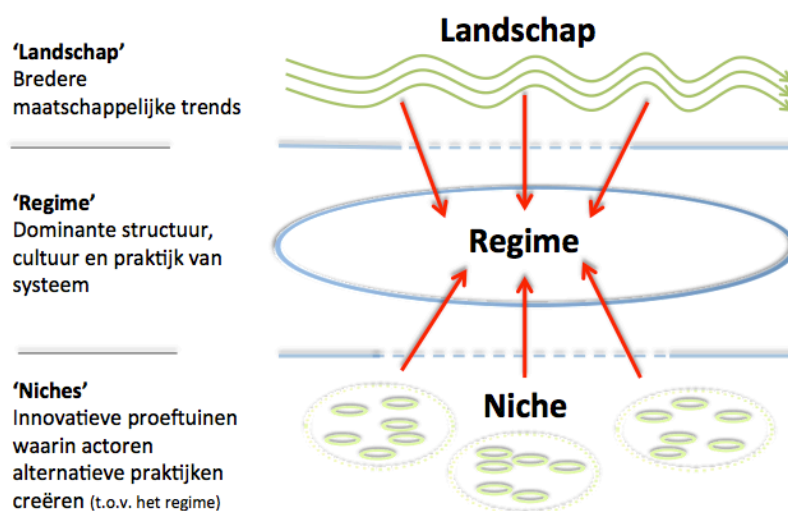 Landschap
‘Landschap’
Bredere
maatschappelijke trends
‘Regime’
Dominante structuur,
cultuur en praktijk van
systeem
Regime
‘Niches’
Innovatieve proeftuinen
waarin actoren
alternatieve praktijken
creëren (t.o.v. het regime)
Niche